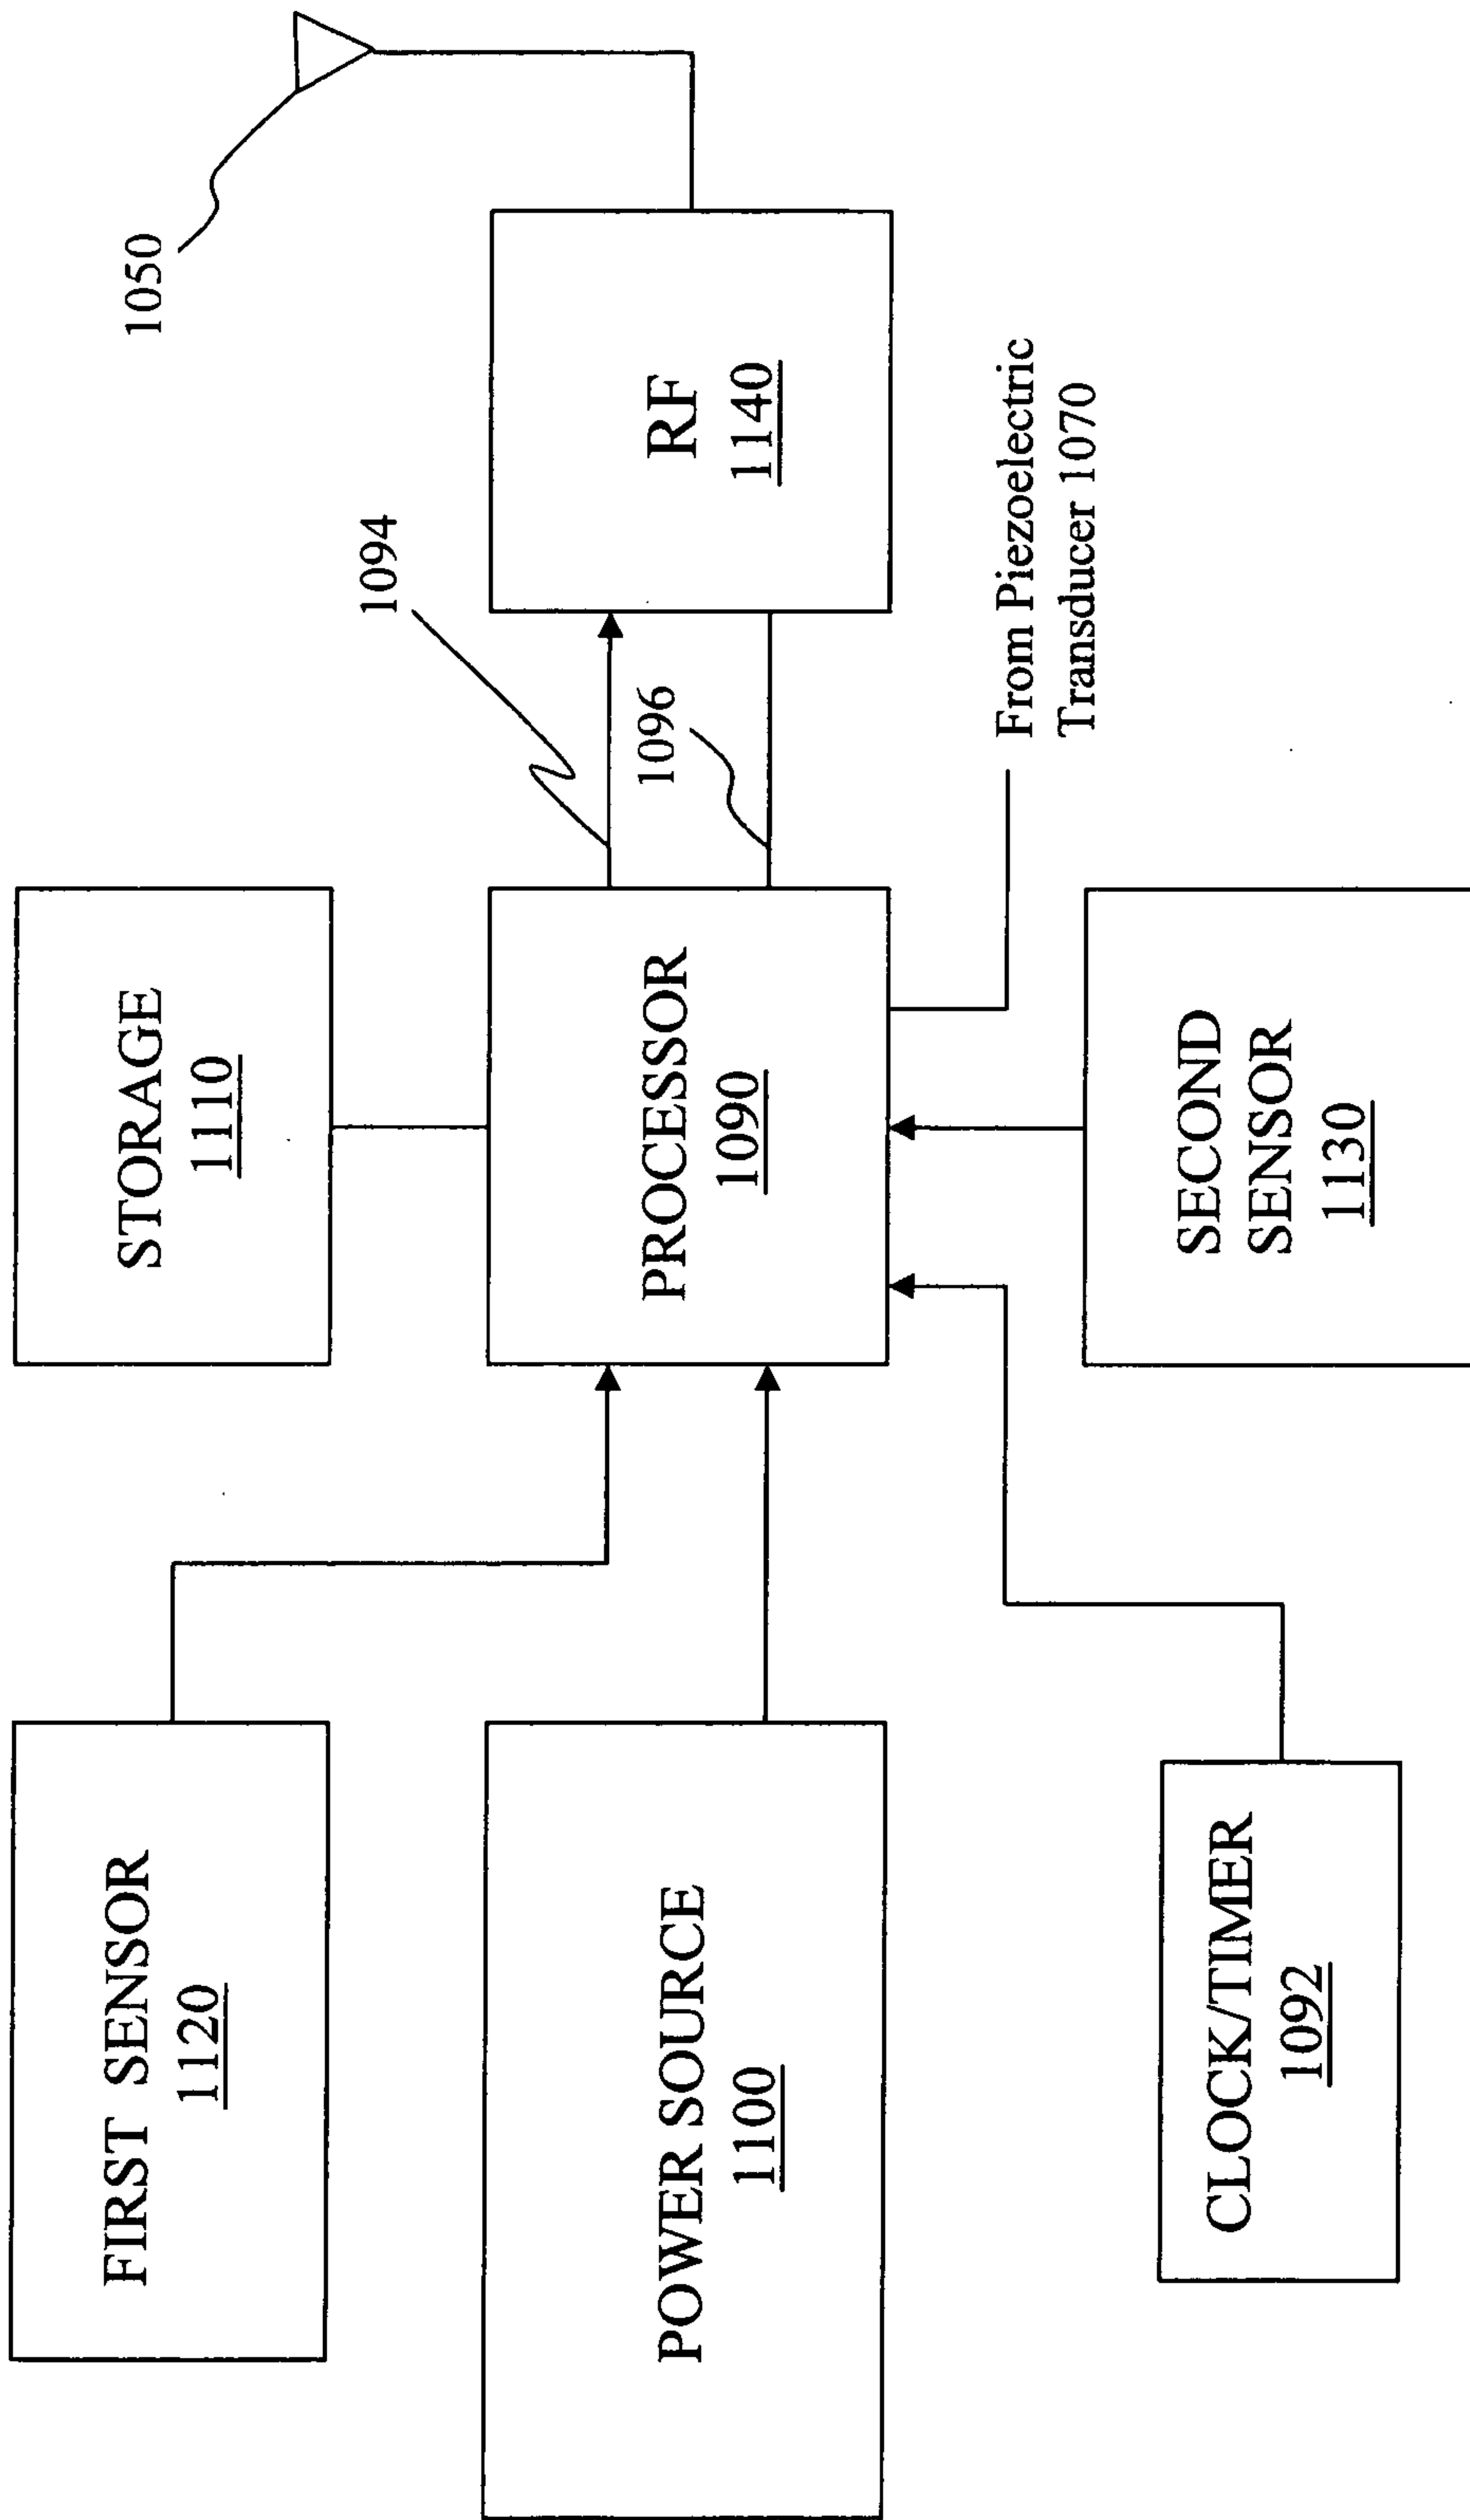 FIRST SENSOR
1120
STORAGE
1110
1050
1094
POWER SOURCE
1100
PROCESSOR
1090
1096
RF
1140
From Piezoelectric
Transducer 1070
CLOCK/TIMER
1092
SECOND
SENSOR
1130